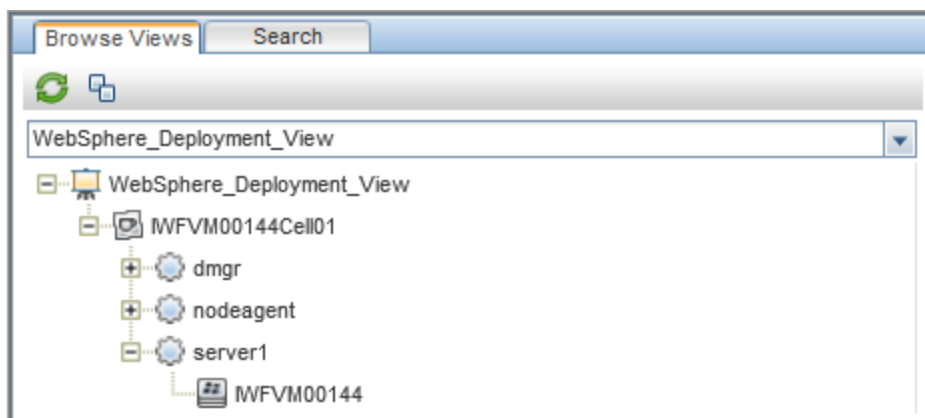 Browse Views Search
WebSphere_Deployment_View
WebSphere_Deployment_View
IWFVM00144Cell01
dmgr
nodeagent
server1
IWFVM00144